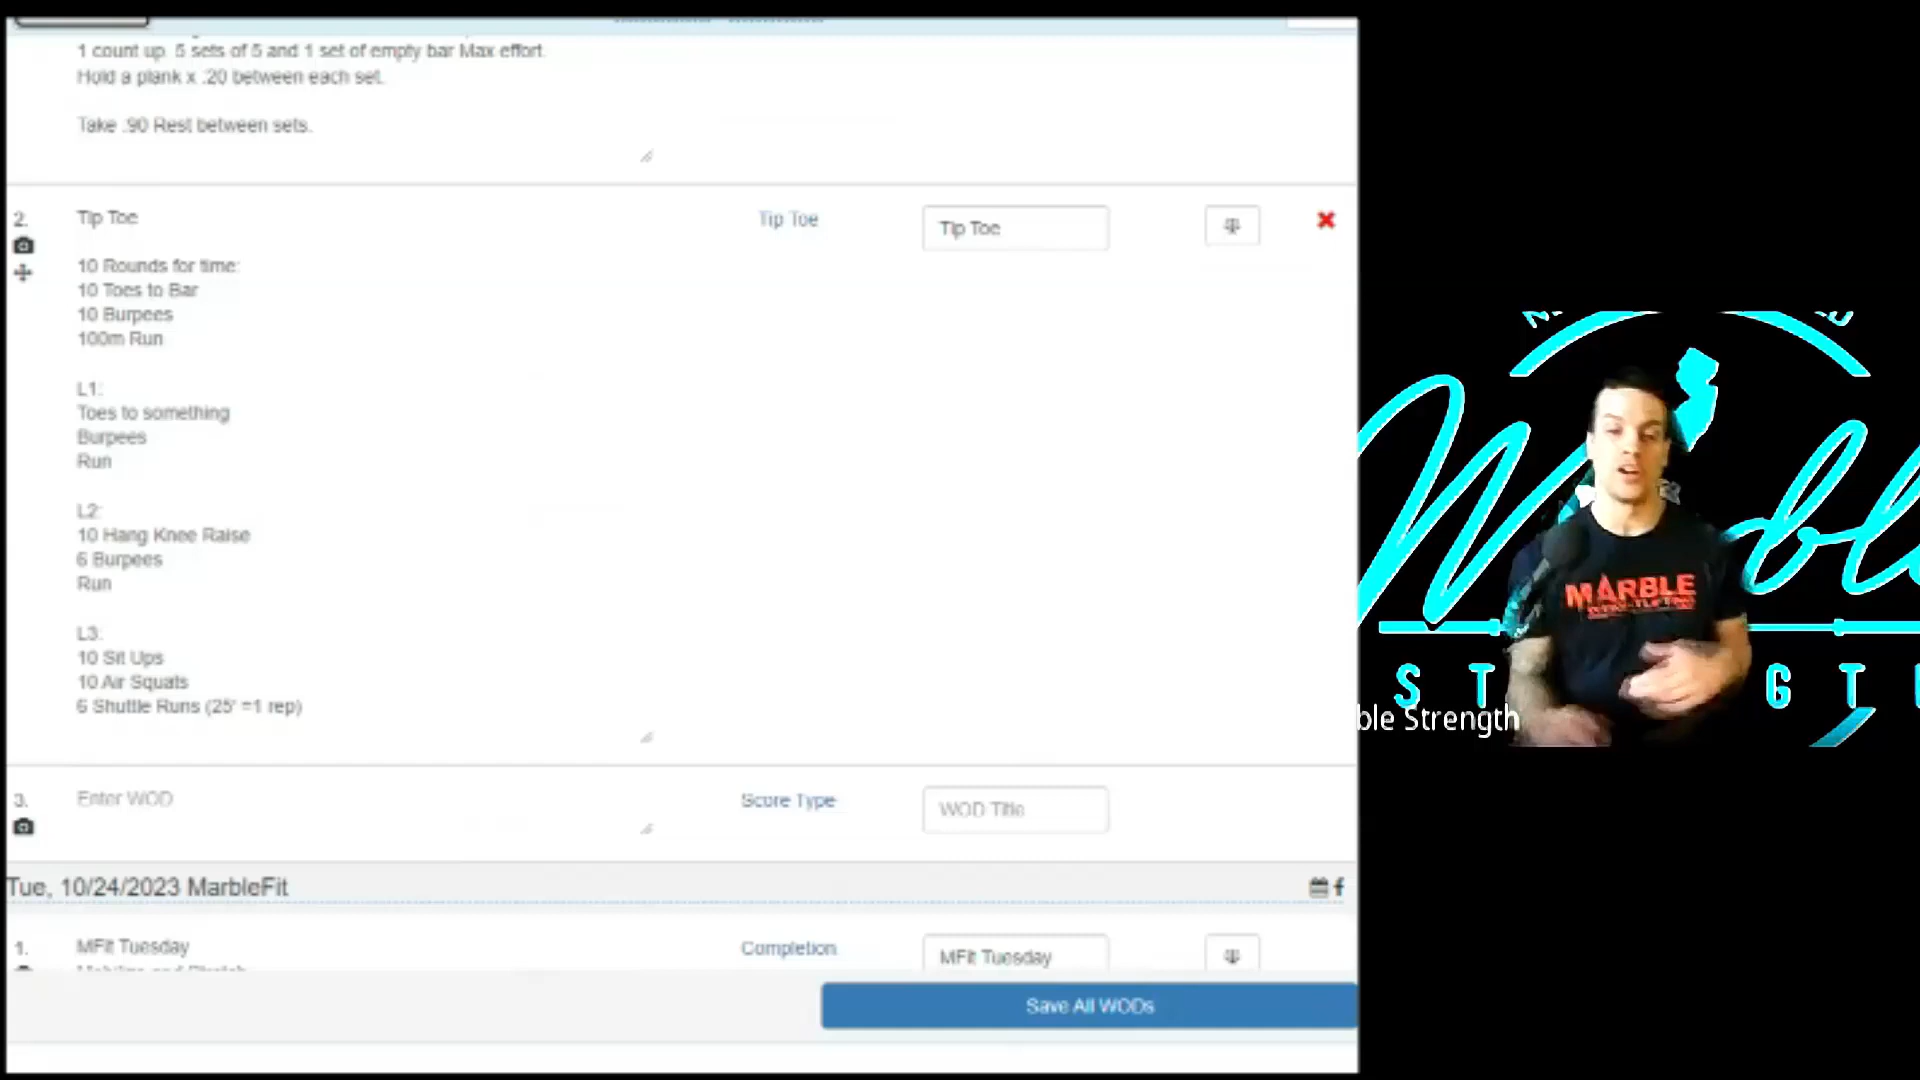 1 count up. 5 sets of 5 and 1 set of empty bar Max effort.
Hold a plank x .20 between each set.
Take .90 Rest between sets.
2.
Tip Toe
Tip Toe
Tip Toe
10 Rounds for time:
10 Toes to Bar
10 Burpees
100m Run
L1:
Toes to something
Burpees
Run
L2:
10 Hang Knee Raise
6 Burpees
Run
L3:
10 Sit Ups
10 Air Squats
6 Shuttle Runs (25' =1 rep)
3.
Enter WOD
Score Type
WOD Title
Tue, 10/24/2023 MarbleFit
1.
MFit Tuesday
Completion
MFit Tuesday
Save All WODs
MARBLE
S T G T
ble Strength